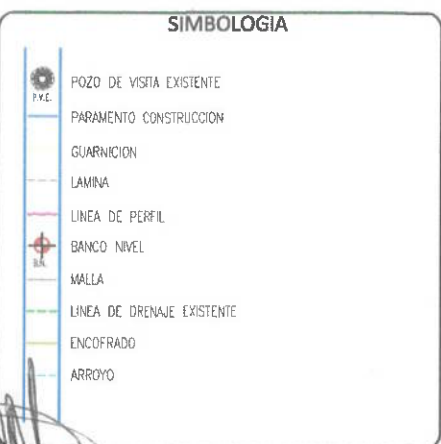 SIMBOLOGIA
P.V.E.
POZO DE VISITA EXISTENTE
PARAMENTO CONSTRUCCION
GUARNICION
LAMINA
LINEA DE PERFIL
BANCO NIVEL
B.N.
MALLA
LINEA DE DRENAJE EXISTENTE
ENCOFRADO
ARROYO